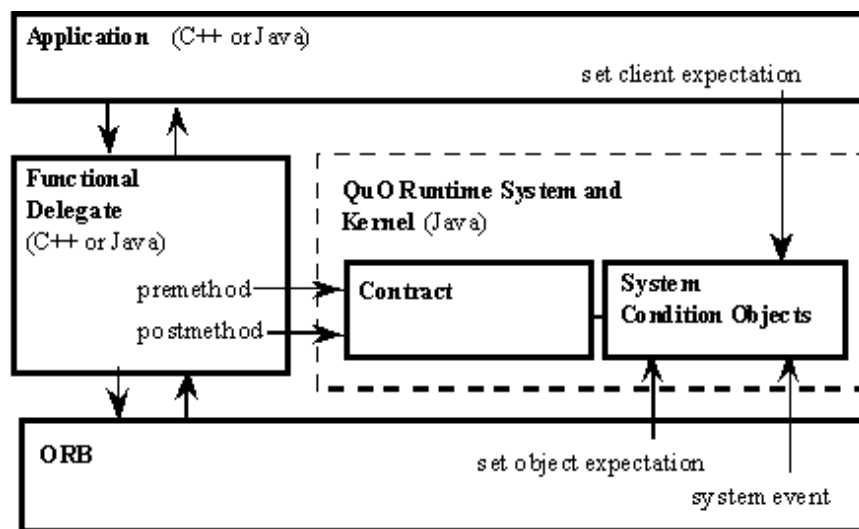 Application (C++ or Java)
set client expectation
Functional
Delegate
(C++ or Java)
QuO Runtime System and
Kernel (Java)
premethod
Contract
System
Condition Objects
postmethod
ORB
set object expectation
system event